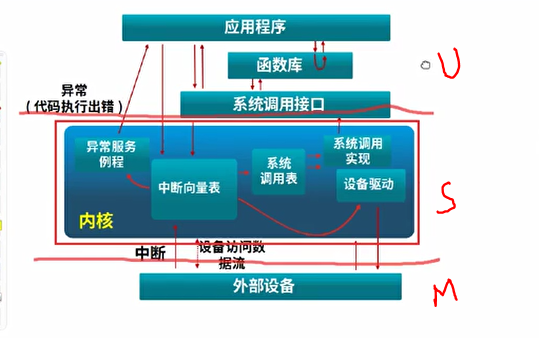 应用程序
函数库
U
异常
(代码执行出错)
系统调用接口
异常服务
例程
系统调用
实现
系统
调用表
中断向量表
设备驱动
S
内核
中断
设备访问数
据流
外部设备
M